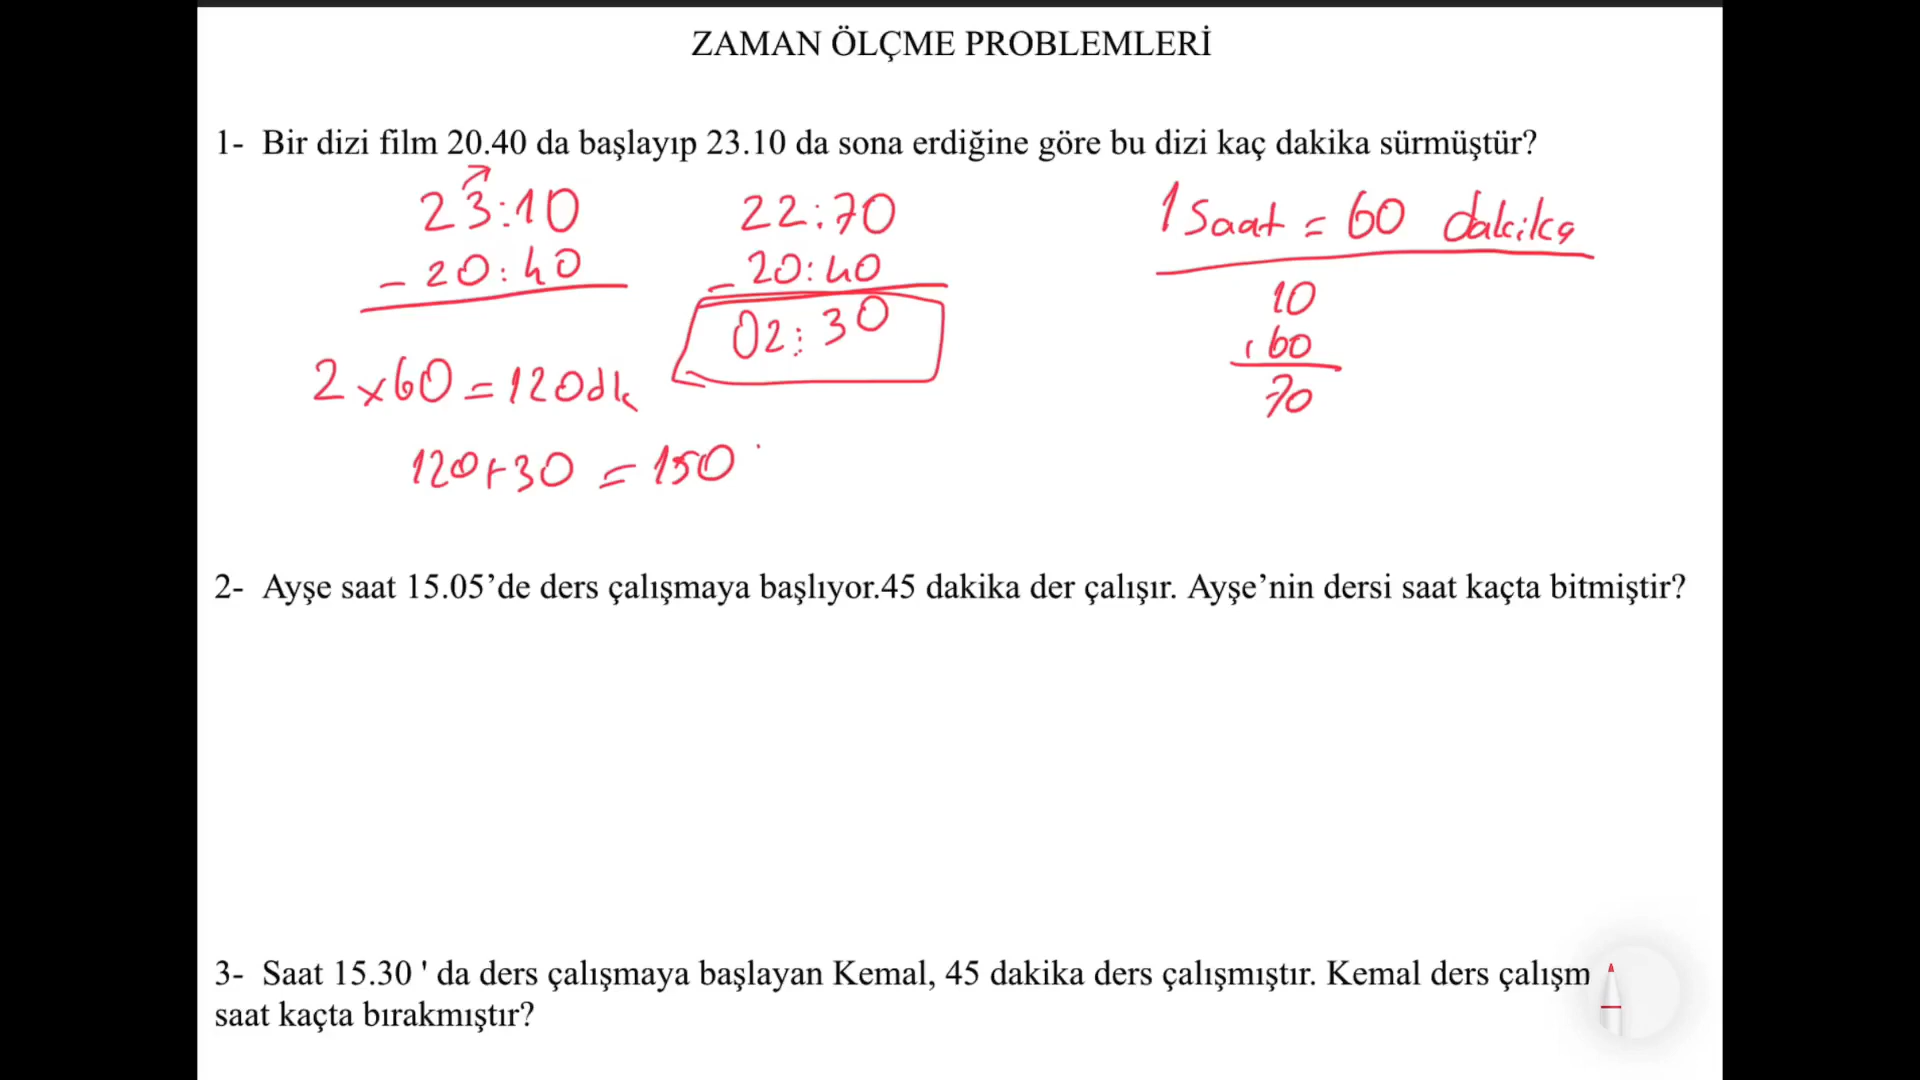 ZAMAN ÖLÇME PROBLEMLERİ
1- Bir dizi film 20.40 da başlayıp 23.10 da sona erdiğine göre bu dizi kaç dakika sürmüştür?
23:10
- 20:40
22:70
- 20:40
02:30
1 Saat = 60 dakika
10
+ 60
70
2 x 60 = 120 dk
120 + 30 = 150
2- Ayşe saat 15.05’de ders çalışmaya başlıyor.45 dakika der çalışır. Ayşe’nin dersi saat kaçta bitmiştir?
3- Saat 15.30 ' da ders çalışmaya başlayan Kemal, 45 dakika ders çalışmıştır. Kemal ders çalışm
saat kaçta bırakmıştır?